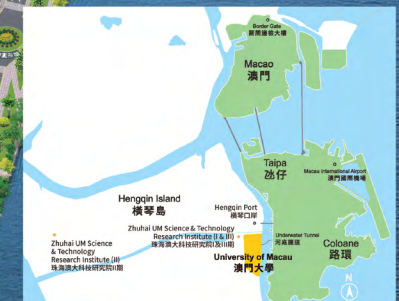 Border Gate
關閘邊檢大樓
Macao
澳門
Taipa
氹仔
Macau International Airport
澳門國際機場
Hengqin Island
橫琴島
Hengqin Port
橫琴口岸
Zhuhai UM Science & Technology
Research Institute (I & III)
珠海澳大科技研究院I及III期
Underwater Tunnel
河底隧道
Zhuhai UM Science
& Technology
Research Institute (II)
珠海澳大科技研究院II期
University of Macau
澳門大學
Coloane
路環
N